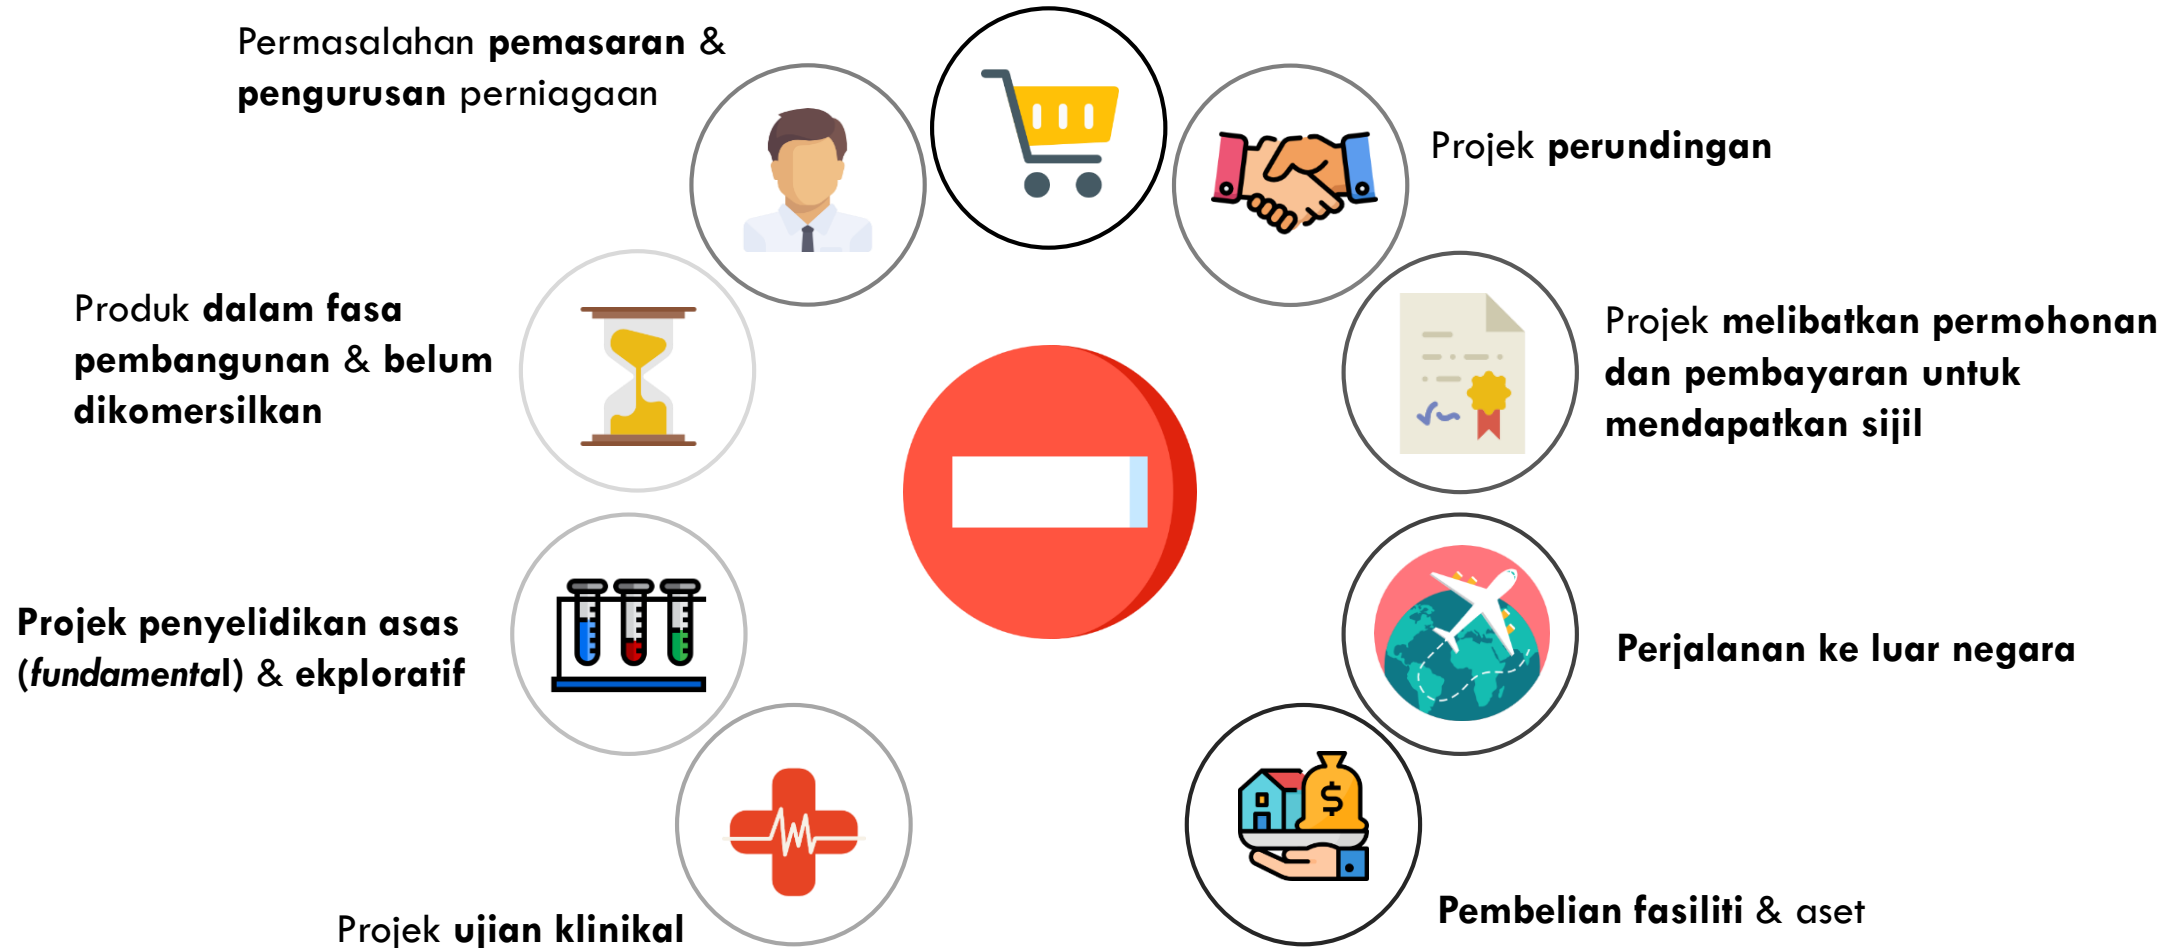 Permasalahan pemasaran &
pengurusan perniagaan
Projek perundingan
Produk dalam fasa
pembangunan & belum
dikomersilkan
Projek melibatkan permohonan
dan pembayaran untuk
mendapatkan sijil
Projek penyelidikan asas
(fundamental) & ekploratif
Perjalanan ke luar negara
$
Projek ujian klinikal
Pembelian fasiliti & aset